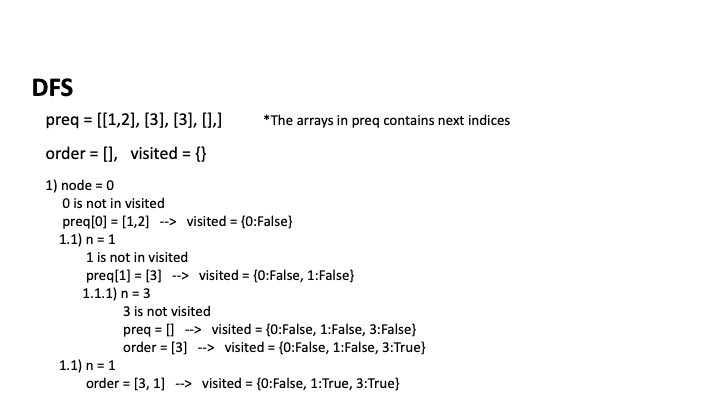 DFS
preq = [[1,2], [3], [3], [],] *The arrays in preq contains next indices
order = [], visited = {}
1) node = 0
0 is not in visited
preq[0] = [1,2] --> visited = {0:False}
1.1) n = 1
1 is not in visited
preq[1] = [3] --> visited = {0:False, 1:False}
1.1.1) n = 3
3 is not visited
preq = [] --> visited = {0:False, 1:False, 3:False}
order = [3] --> visited = {0:False, 1:False, 3:True}
1.1) n = 1
order = [3, 1] --> visited = {0:False, 1:True, 3:True}